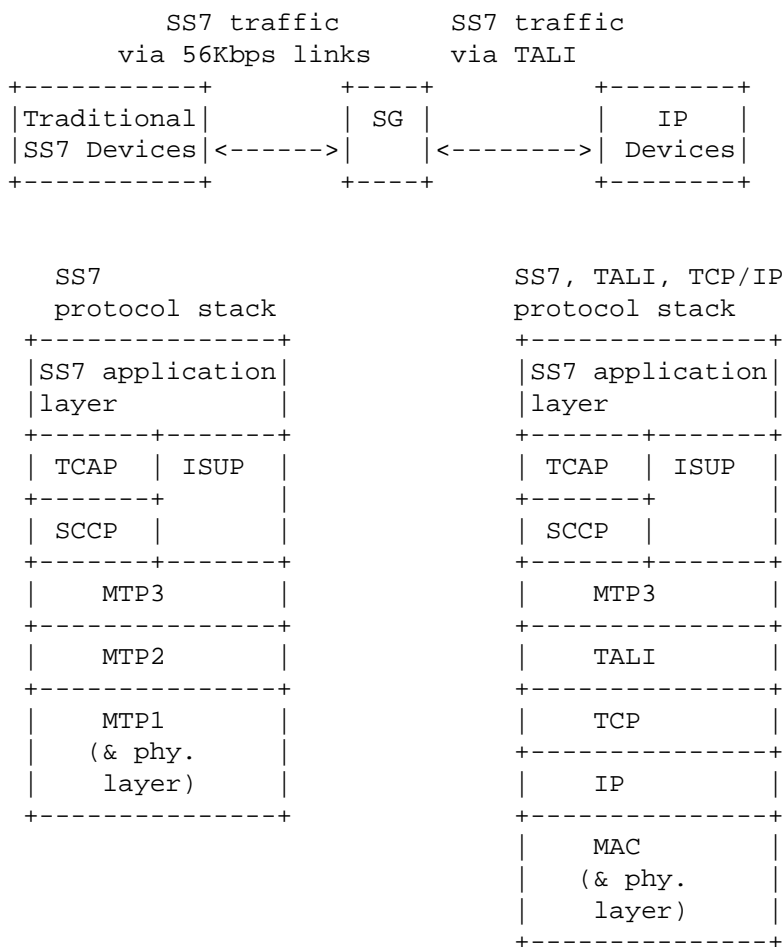 SS7 traffic SS7 traffic
via 56Kbps links via TALI
+-----------+ +----+ +--------+
|Traditional| | SG | | IP |
|SS7 Devices|<------>| |<-------->| Devices|
+-----------+ +----+ +--------+
SS7 SS7, TALI, TCP/IP
protocol stack protocol stack
+---------------+ +---------------+
|SS7 application| |SS7 application|
|layer | |layer |
+-------+-------+ +-------+-------+
| TCAP | ISUP | | TCAP | ISUP |
+-------+ | +-------+ |
| SCCP | | | SCCP | |
+-------+-------+ +-------+-------+
| MTP3 | | MTP3 |
+---------------+ +---------------+
| MTP2 | | TALI |
+---------------+ +---------------+
| MTP1 | | TCP |
| (& phy. | +---------------+
| layer) | | IP |
+---------------+ +---------------+
| MAC |
| (& phy. |
| layer) |
+---------------+